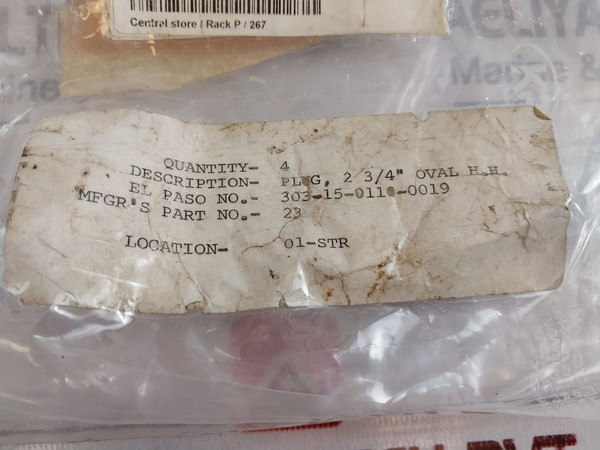 Central store / Rack P / 267
QUANTITY- 4
DESCRIPTION- PLUG, 2 3/4" OVAL H.H.
EL PASO NO.- 303-15-0110-0019
MFGR'S PART NO.- 23
LOCATION- 01-STR